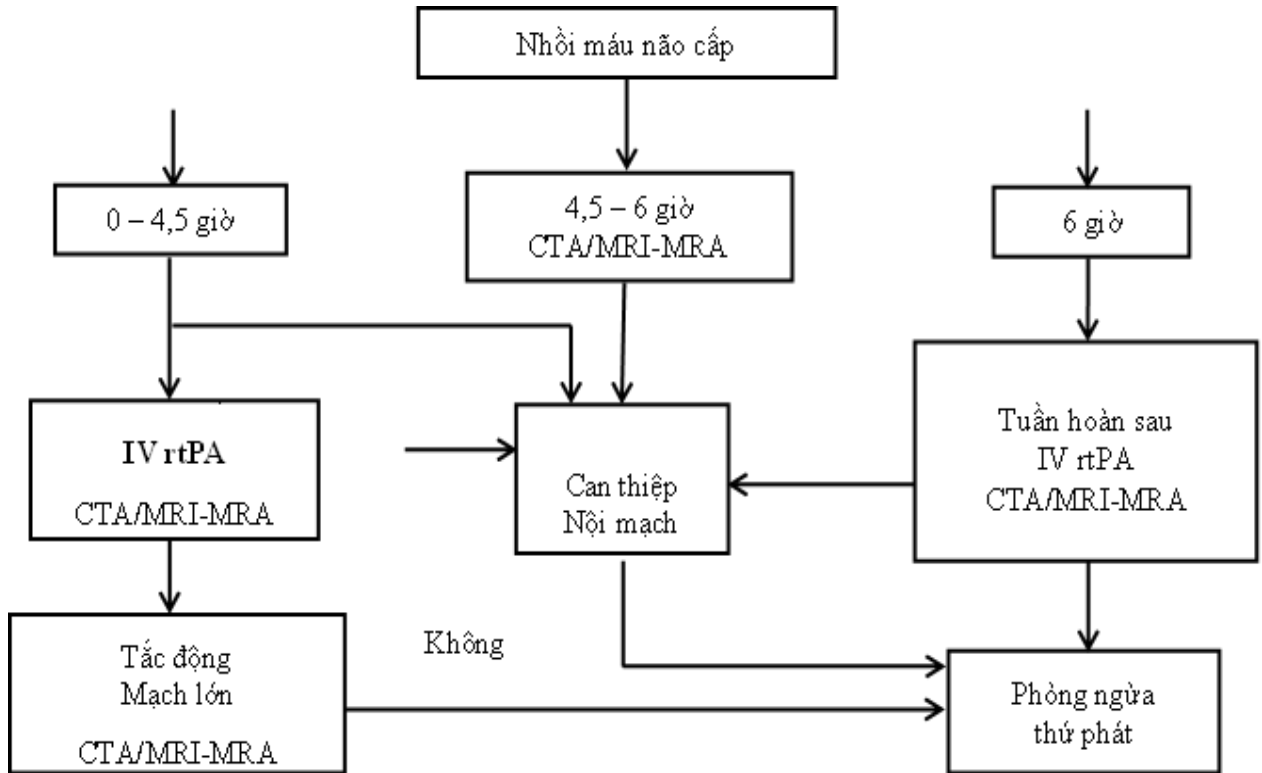 Nhồi máu não cấp
0 – 4,5 giờ
4,5 – 6 giờ
CTA/MRI-MRA
6 giờ
IV rtPA
CTA/MRI-MRA
Can thiệp
Nội mạch
Tuần hoàn sau
IV rtPA
CTA/MRI-MRA
Tắc động
Mạch lớn
CTA/MRI-MRA
Không
Phòng ngừa
thứ phát